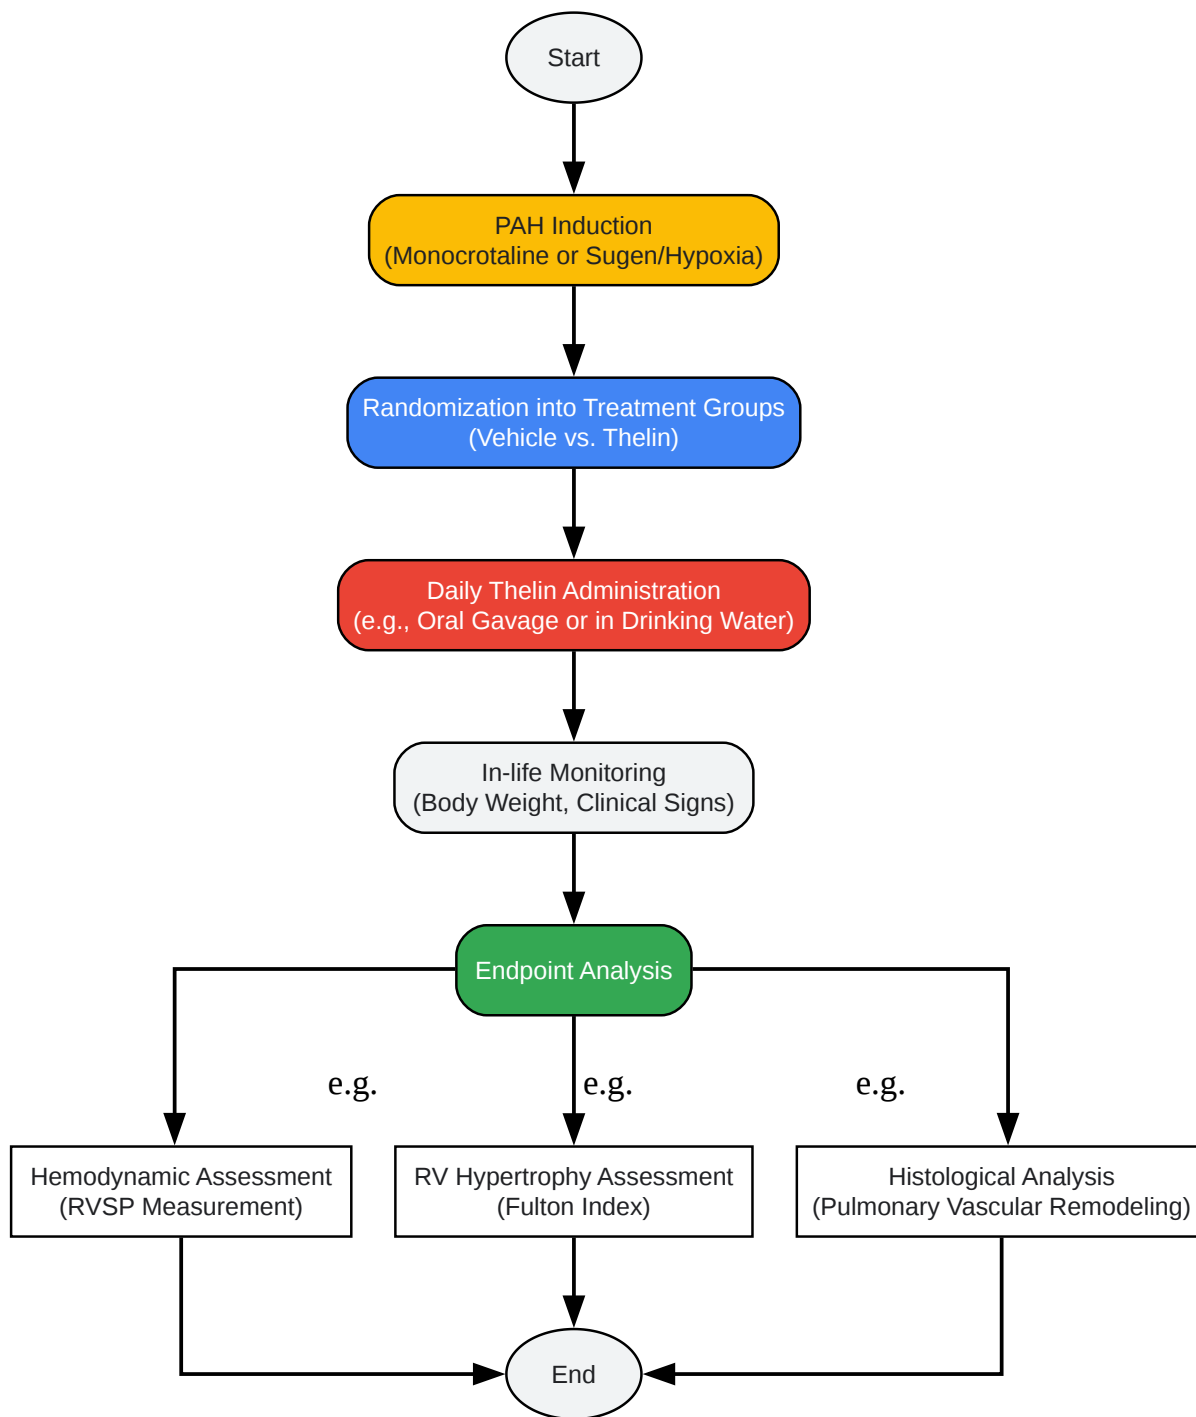 Start
PAH Induction
(Monocrotaline or Sugen/Hypoxia)
Randomization into Treatment Groups
(Vehicle vs. Thelin)
Daily Thelin Administration
(e.g., Oral Gavage or in Drinking Water)
In-life Monitoring
(Body Weight, Clinical Signs)
Endpoint Analysis
e.g.
e.g.
e.g.
Hemodynamic Assessment
(RVSP Measurement)
RV Hypertrophy Assessment
(Fulton Index)
Histological Analysis
(Pulmonary Vascular Remodeling)
End